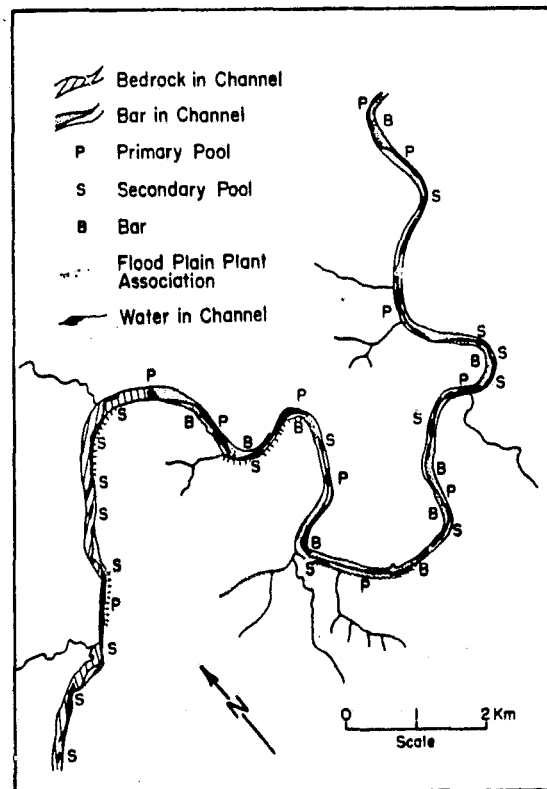 Bedrock in Channel
Bar in Channel
P Primary Pool
S Secondary Pool
B Bar
Flood Plain Plant
Association
Water in Channel
P
B
P
S
P
S
S
B
S
P
P
P
S
B
S
B
P
S
B
S
S
S
B
P
P
S
B
S
B
S
S
B
P
P
S
S
N
S
0 2 Km
Scale